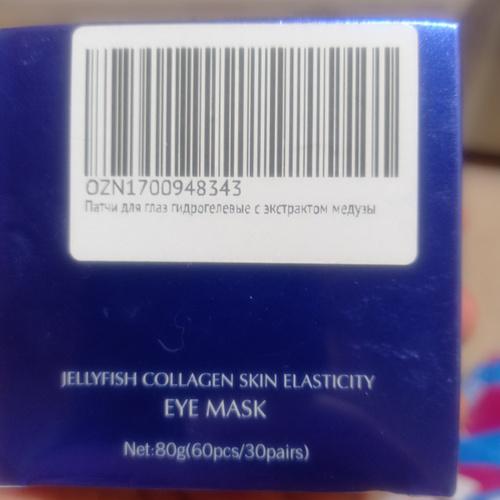 OZN1700948343
Патчи для глаз гидрогелевые с экстрактом медузы
JELLYFISH COLLAGEN SKIN ELASTICITY
EYE MASK
Net:80g(60pcs/30pairs)